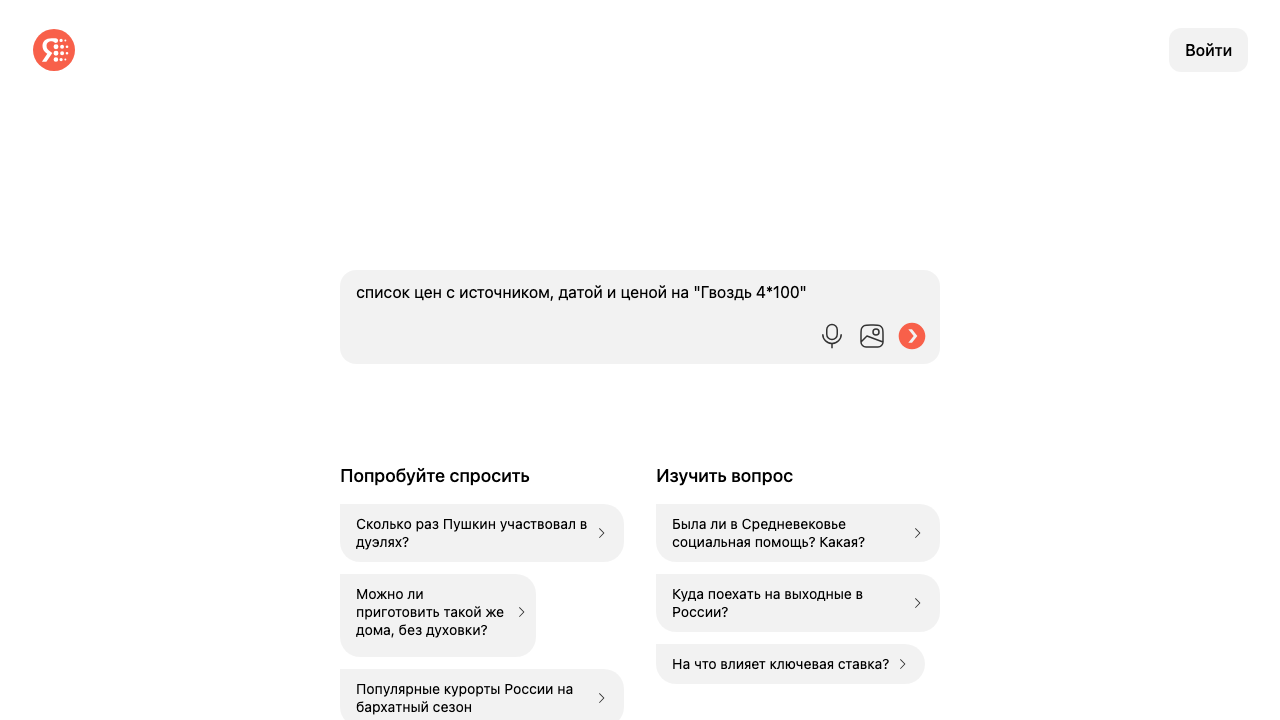 Я
Войти
список цен с источником, датой и ценой на "Гвоздь 4*100"
Попробуйте спросить
Сколько раз Пушкин участвовал в
дуэлях?
Можно ли
приготовить такой же
дома, без духовки?
Популярные курорты России на
бархатный сезон
Изучить вопрос
Была ли в Средневековье
социальная помощь? Какая?
Куда поехать на выходные в
России?
На что влияет ключевая ставка?